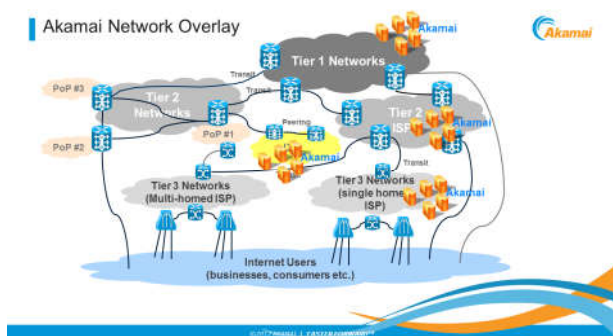 Akamai Network Overlay
Akamai
Akamai
Tier 1 Networks
Transit
Transit
PoP #3
Tier 2
Networks
Tier 2
ISP
Akamai
PoP #1
Peering
PoP #2
Akamai
Transit
Tier 3 Networks
(Multi-homed ISP)
Tier 3 Networks
(single home
ISP)
Akamai
Internet Users
(businesses, consumers etc.)